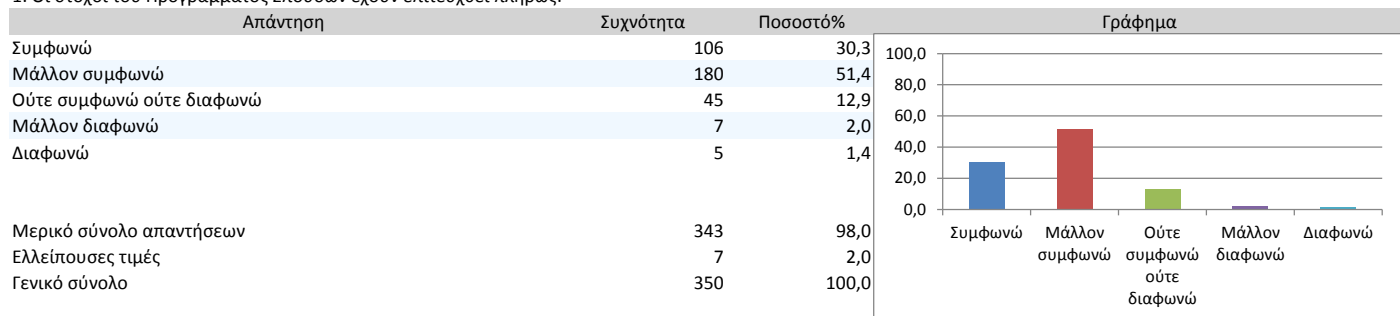 Απάντηση Συχνότητα Ποσοστό% Γράφημα
Συμφωνώ 106 30,3
Μάλλον συμφωνώ 180 51,4
Ούτε συμφωνώ ούτε διαφωνώ 45 12,9
Μάλλον διαφωνώ 7 2,0
Διαφωνώ 5 1,4
Μερικό σύνολο απαντήσεων 343 98,0
Ελλείπουσες τιμές 7 2,0
Γενικό σύνολο 350 100,0
100,0
80,0
60,0
40,0
20,0
0,0
Συμφωνώ Μάλλον Ούτε Μάλλον Διαφωνώ
συμφωνώ συμφωνώ διαφωνώ
ούτε
διαφωνώ